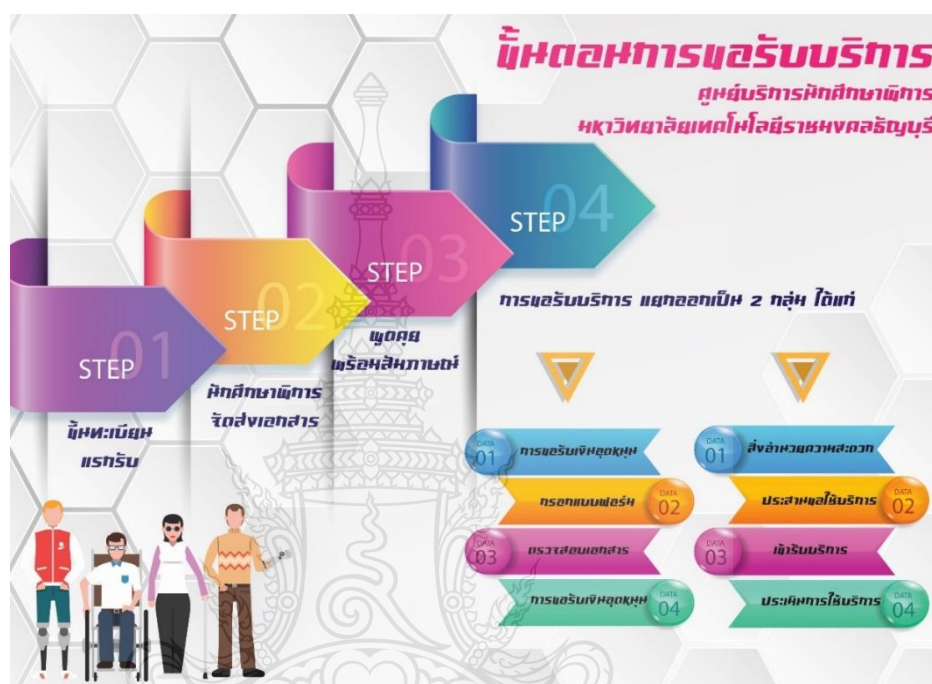 ขั้นตอนการขอรับบริการ
ศูนย์บริการนักศึกษาพิการ
มหาวิทยาลัยเทคโนโลยีราชมงคลธัญบุรี
STEP 01
ขึ้นทะเบียน
แรกรับ
STEP 02
นักศึกษาพิการ
จัดส่งเอกสาร
STEP 03
พูดคุย
พร้อมสัมภาษณ์
STEP 04
การขอรับบริการ แยกออกเป็น 2 กลุ่ม ได้แก่
DATA 01 การขอรับเงินอุดหนุน
กรอกแบบฟอร์ม DATA 02
DATA 03 ตรวจสอบเอกสาร
การขอรับเงินอุดหนุน DATA 04
DATA 01 สิ่งอำนวยความสะดวก
ประสานขอใช้บริการ DATA 02
DATA 03 เข้ารับบริการ
ประเมินการใช้บริการ DATA 04